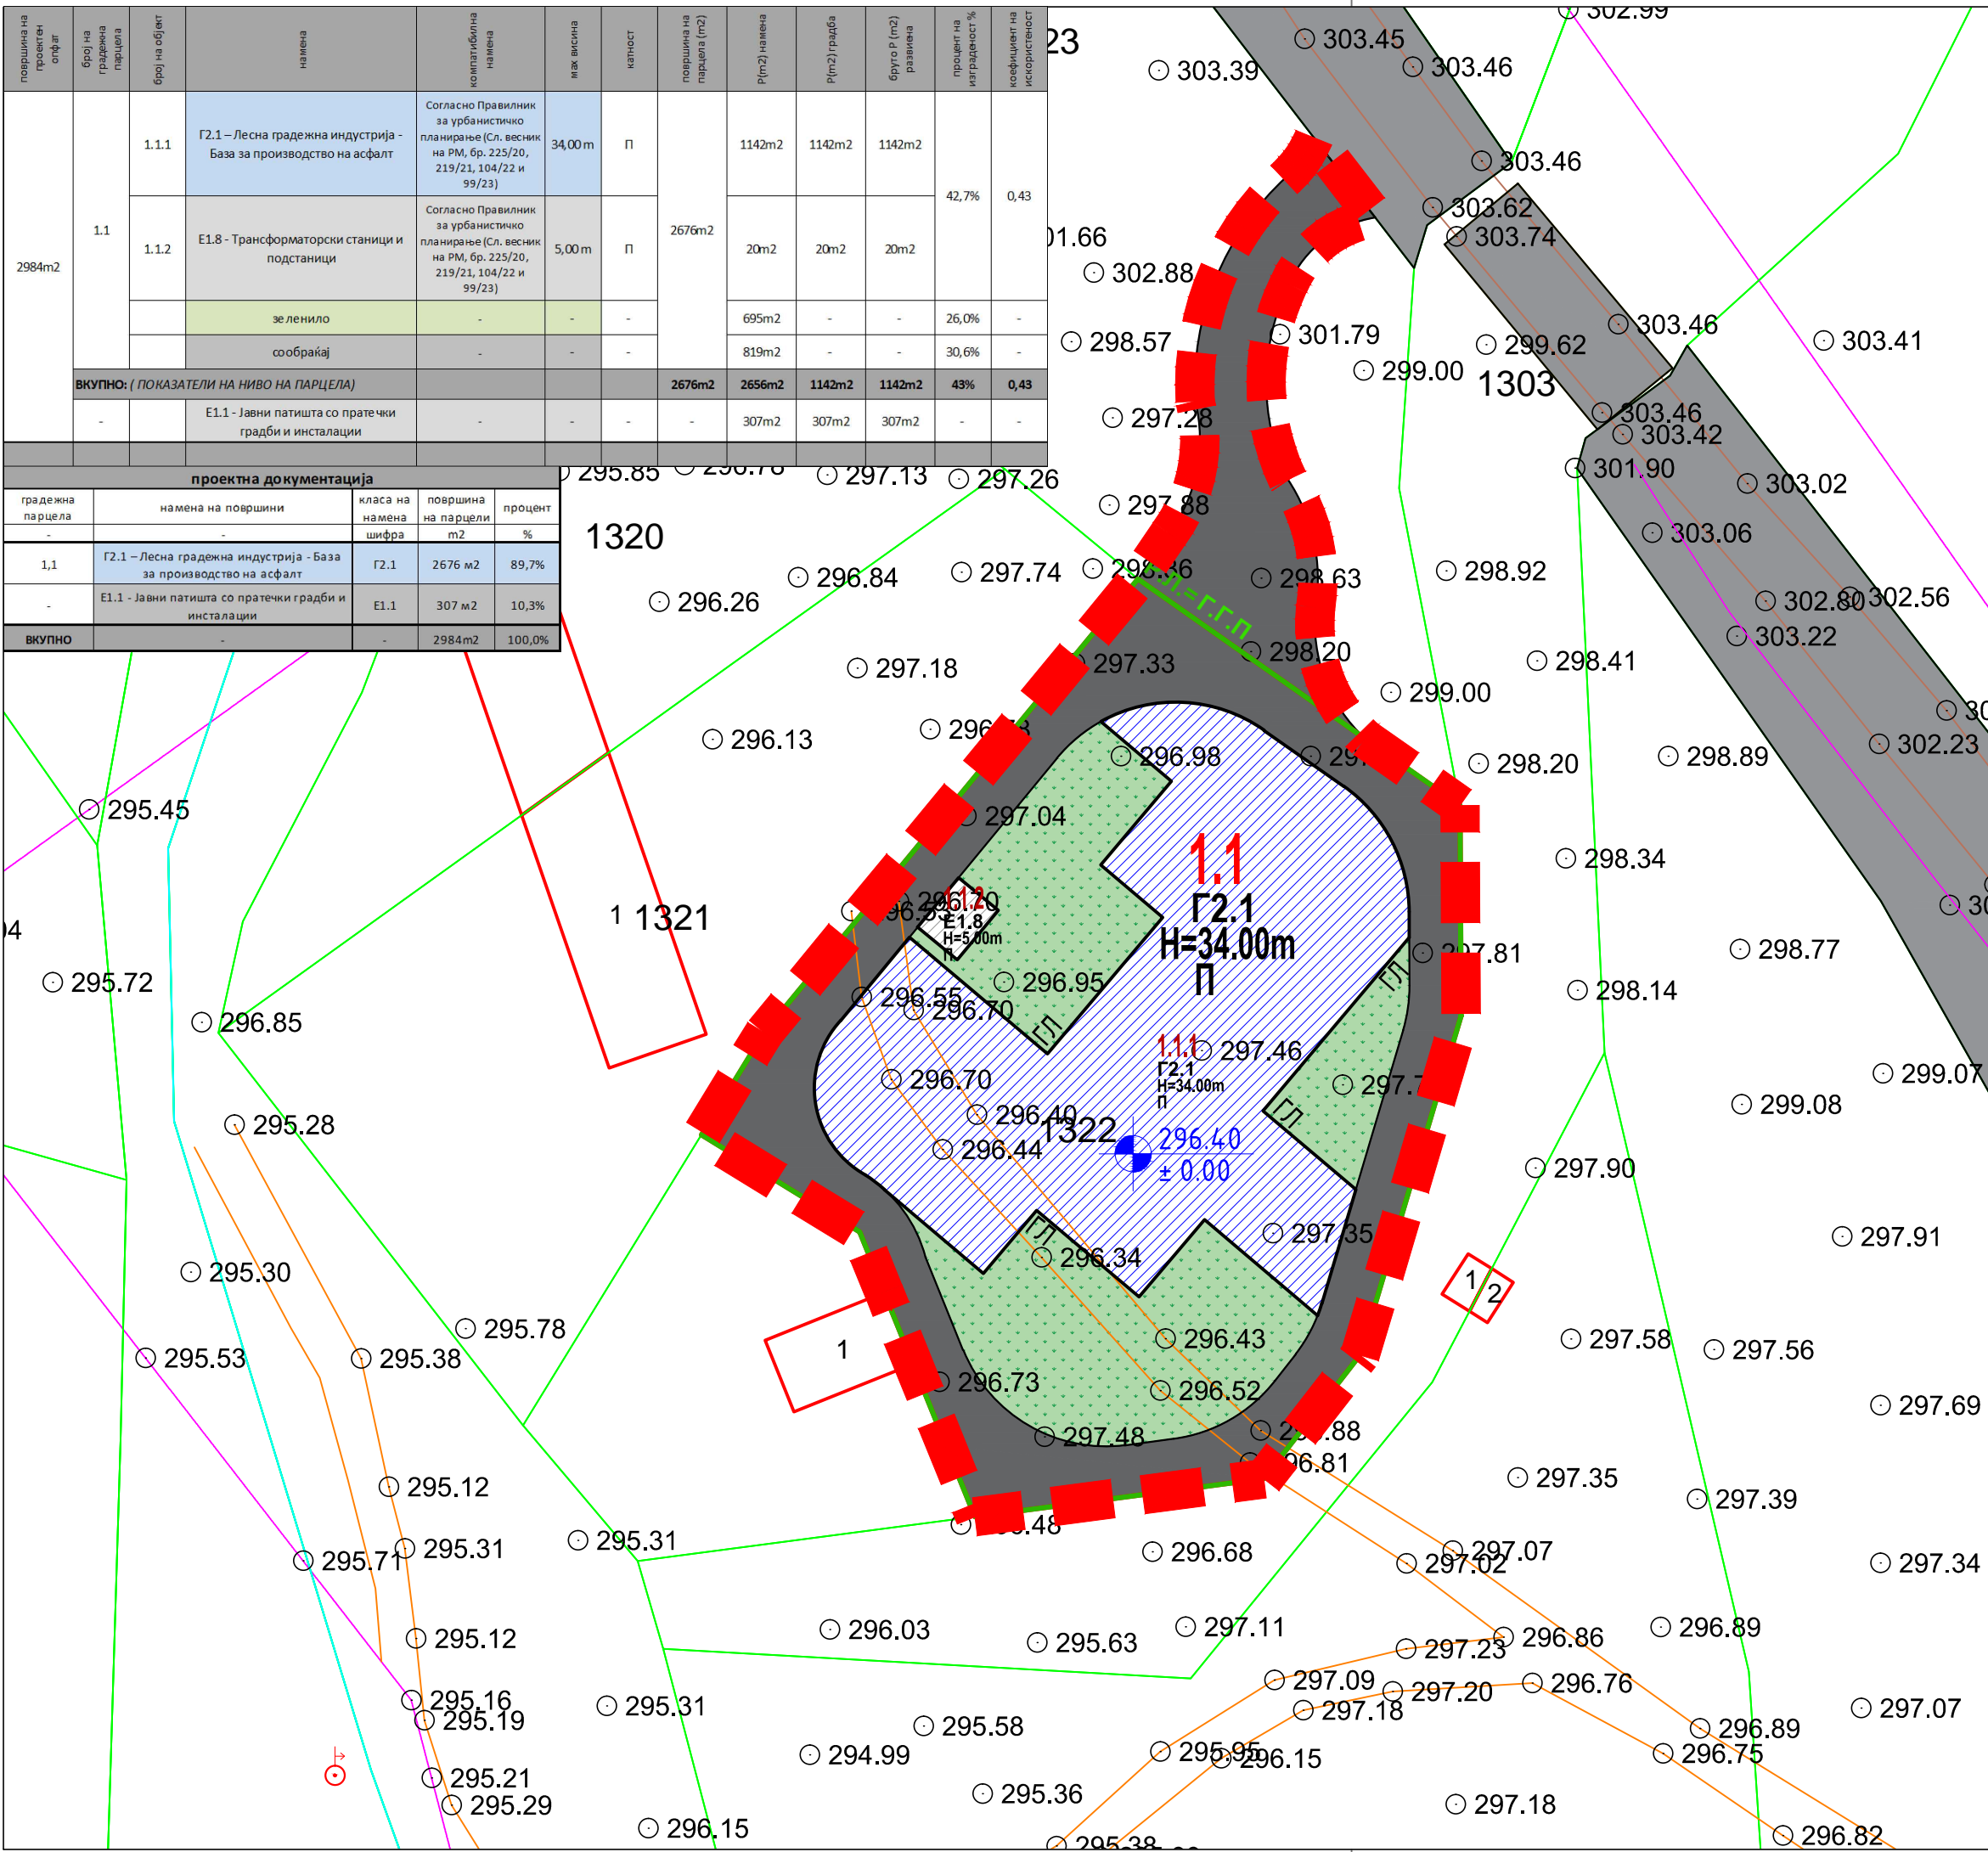 површина на проектен опфат
број на градежна парцела
број на објект
намена
компатибилна намена
мах висина
катност
површина на парцела (m2)
P(m2) намена
P(m2) градба
бруто P (m2) развиена
процент на изграденост %
коефициент на искористеност
2984m2
1.1
1.1.1
Г2.1 – Лесна градежна индустрија -
База за производство на асфалт
Согласно Правилник
за урбанистичко
планирање (Сл. весник
на РМ, бр. 225/20,
219/21, 104/22 и
99/23)
34,00 m
П
2676m2
1142m2
1142m2
1142m2
42,7%
0,43
1.1.2
Е1.8 - Трансформаторски станици и
подстаници
Согласно Правилник
за урбанистичко
планирање (Сл. весник
на РМ, бр. 225/20,
219/21, 104/22 и
99/23)
5,00 m
П
20m2
20m2
20m2
зеленило
-
-
-
695m2
-
-
26,0%
-
сообраќај
-
-
-
819m2
-
-
30,6%
-
ВКУПНО: ( ПОКАЗАТЕЛИ НА НИВО НА ПАРЦЕЛА)
2676m2
2656m2
1142m2
1142m2
43%
0,43
-
Е1.1 - Јавни патишта со пратечки
градби и инсталации
-
-
-
-
307m2
307m2
307m2
-
-
проектна документација
градежна парцела
намена на површини
класа на намена
површина на парцели
процент
-
-
шифра
m2
%
1,1
Г2.1 – Лесна градежна индустрија - База
за производство на асфалт
Г2.1
2676 м2
89,7%
-
Е1.1 - Јавни патишта со пратечки градби и
инсталации
Е1.1
307 м2
10,3%
ВКУПНО
-
-
2984m2
100,0%
302.99
23
303.45
303.46
303.39
303.46
303.62
303.74
01.66
302.88
303.46
298.57
301.79
299.62
303.41
299.00
1303
303.46
303.42
297.28
301.90
303.02
295.85
297.13
297.26
297.88
303.06
1320
296.84
297.74
298.86
298.63
298.92
302.80
302.56
296.26
Г.П
303.22
297.18
297.33
298.20
298.41
299.00
296.13
296.98
298.20
298.89
302.23
295.45
297.04
1.1
298.34
Г2.1
H=34.00m
П
1 1321
1.1.2
Е1.8
H=5.00m
П
297.81
298.77
295.72
296.95
ГЛ
298.14
296.55
296.70
296.85
ГЛ
1.1.1
Г2.1
H=34.00m
П
297.46
296.70
299.07
299.08
ГЛ
295.28
296.40
1322
296.44
296.40
± 0.00
297.90
ГЛ
297.35
297.91
296.34
295.30
1
2
295.78
296.43
297.58
297.56
295.53
295.38
1
296.73
296.52
297.69
297.48
295.12
297.35
297.39
295.71
295.31
295.31
296.68
297.07
297.02
297.34
295.12
296.03
295.63
297.11
296.86
297.23
296.89
297.09
297.20
296.76
295.16
295.19
295.31
297.18
297.07
295.58
296.89
294.99
295.95
296.15
296.75
295.21
295.29
295.36
297.18
296.15
295.38
296.82